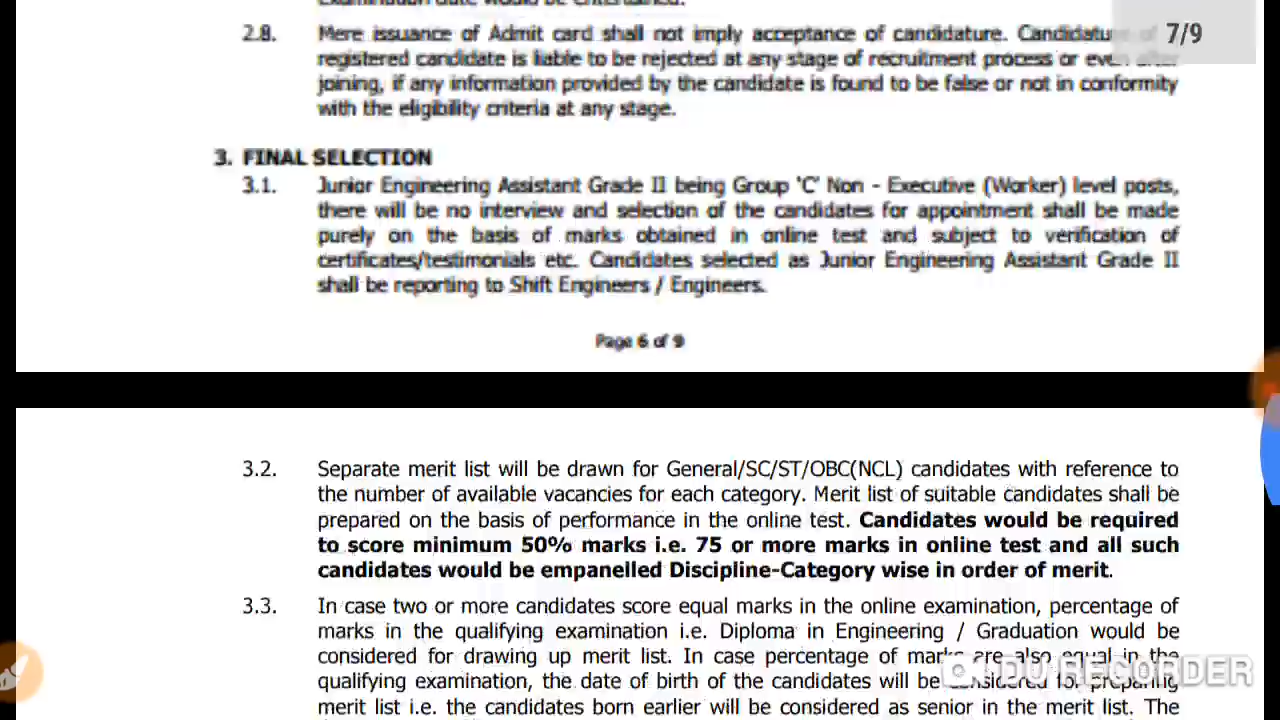 Examination date would be entertained.
2.8. Mere issuance of Admit card shall not imply acceptance of candidature. Candidature of
7/9
registered candidate is liable to be rejected at any stage of recruitment process or even after
joining, if any information provided by the candidate is found to be false or not in conformity
with the eligibility criteria at any stage.
3. FINAL SELECTION
3.1. Junior Engineering Assistant Grade II being Group 'C' Non - Executive (Worker) level posts,
there will be no interview and selection of the candidates for appointment shall be made
purely on the basis of marks obtained in online test and subject to verification of
certificates/testimonials etc. Candidates selected as Junior Engineering Assistant Grade II
shall be reporting to Shift Engineers / Engineers.
Page 6 of 9
3.2. Separate merit list will be drawn for General/SC/ST/OBC(NCL) candidates with reference to
the number of available vacancies for each category. Merit list of suitable candidates shall be
prepared on the basis of performance in the online test. Candidates would be required
to score minimum 50% marks i.e. 75 or more marks in online test and all such
candidates would be empanelled Discipline-Category wise in order of merit.
3.3. In case two or more candidates score equal marks in the online examination, percentage of
marks in the qualifying examination i.e. Diploma in Engineering / Graduation would be
considered for drawing up merit list. In case percentage of marks are also equal in the
DU RECORDER
qualifying examination, the date of birth of the candidates will be considered for preparing
merit list i.e. the candidates born earlier will be considered as senior in the merit list. The